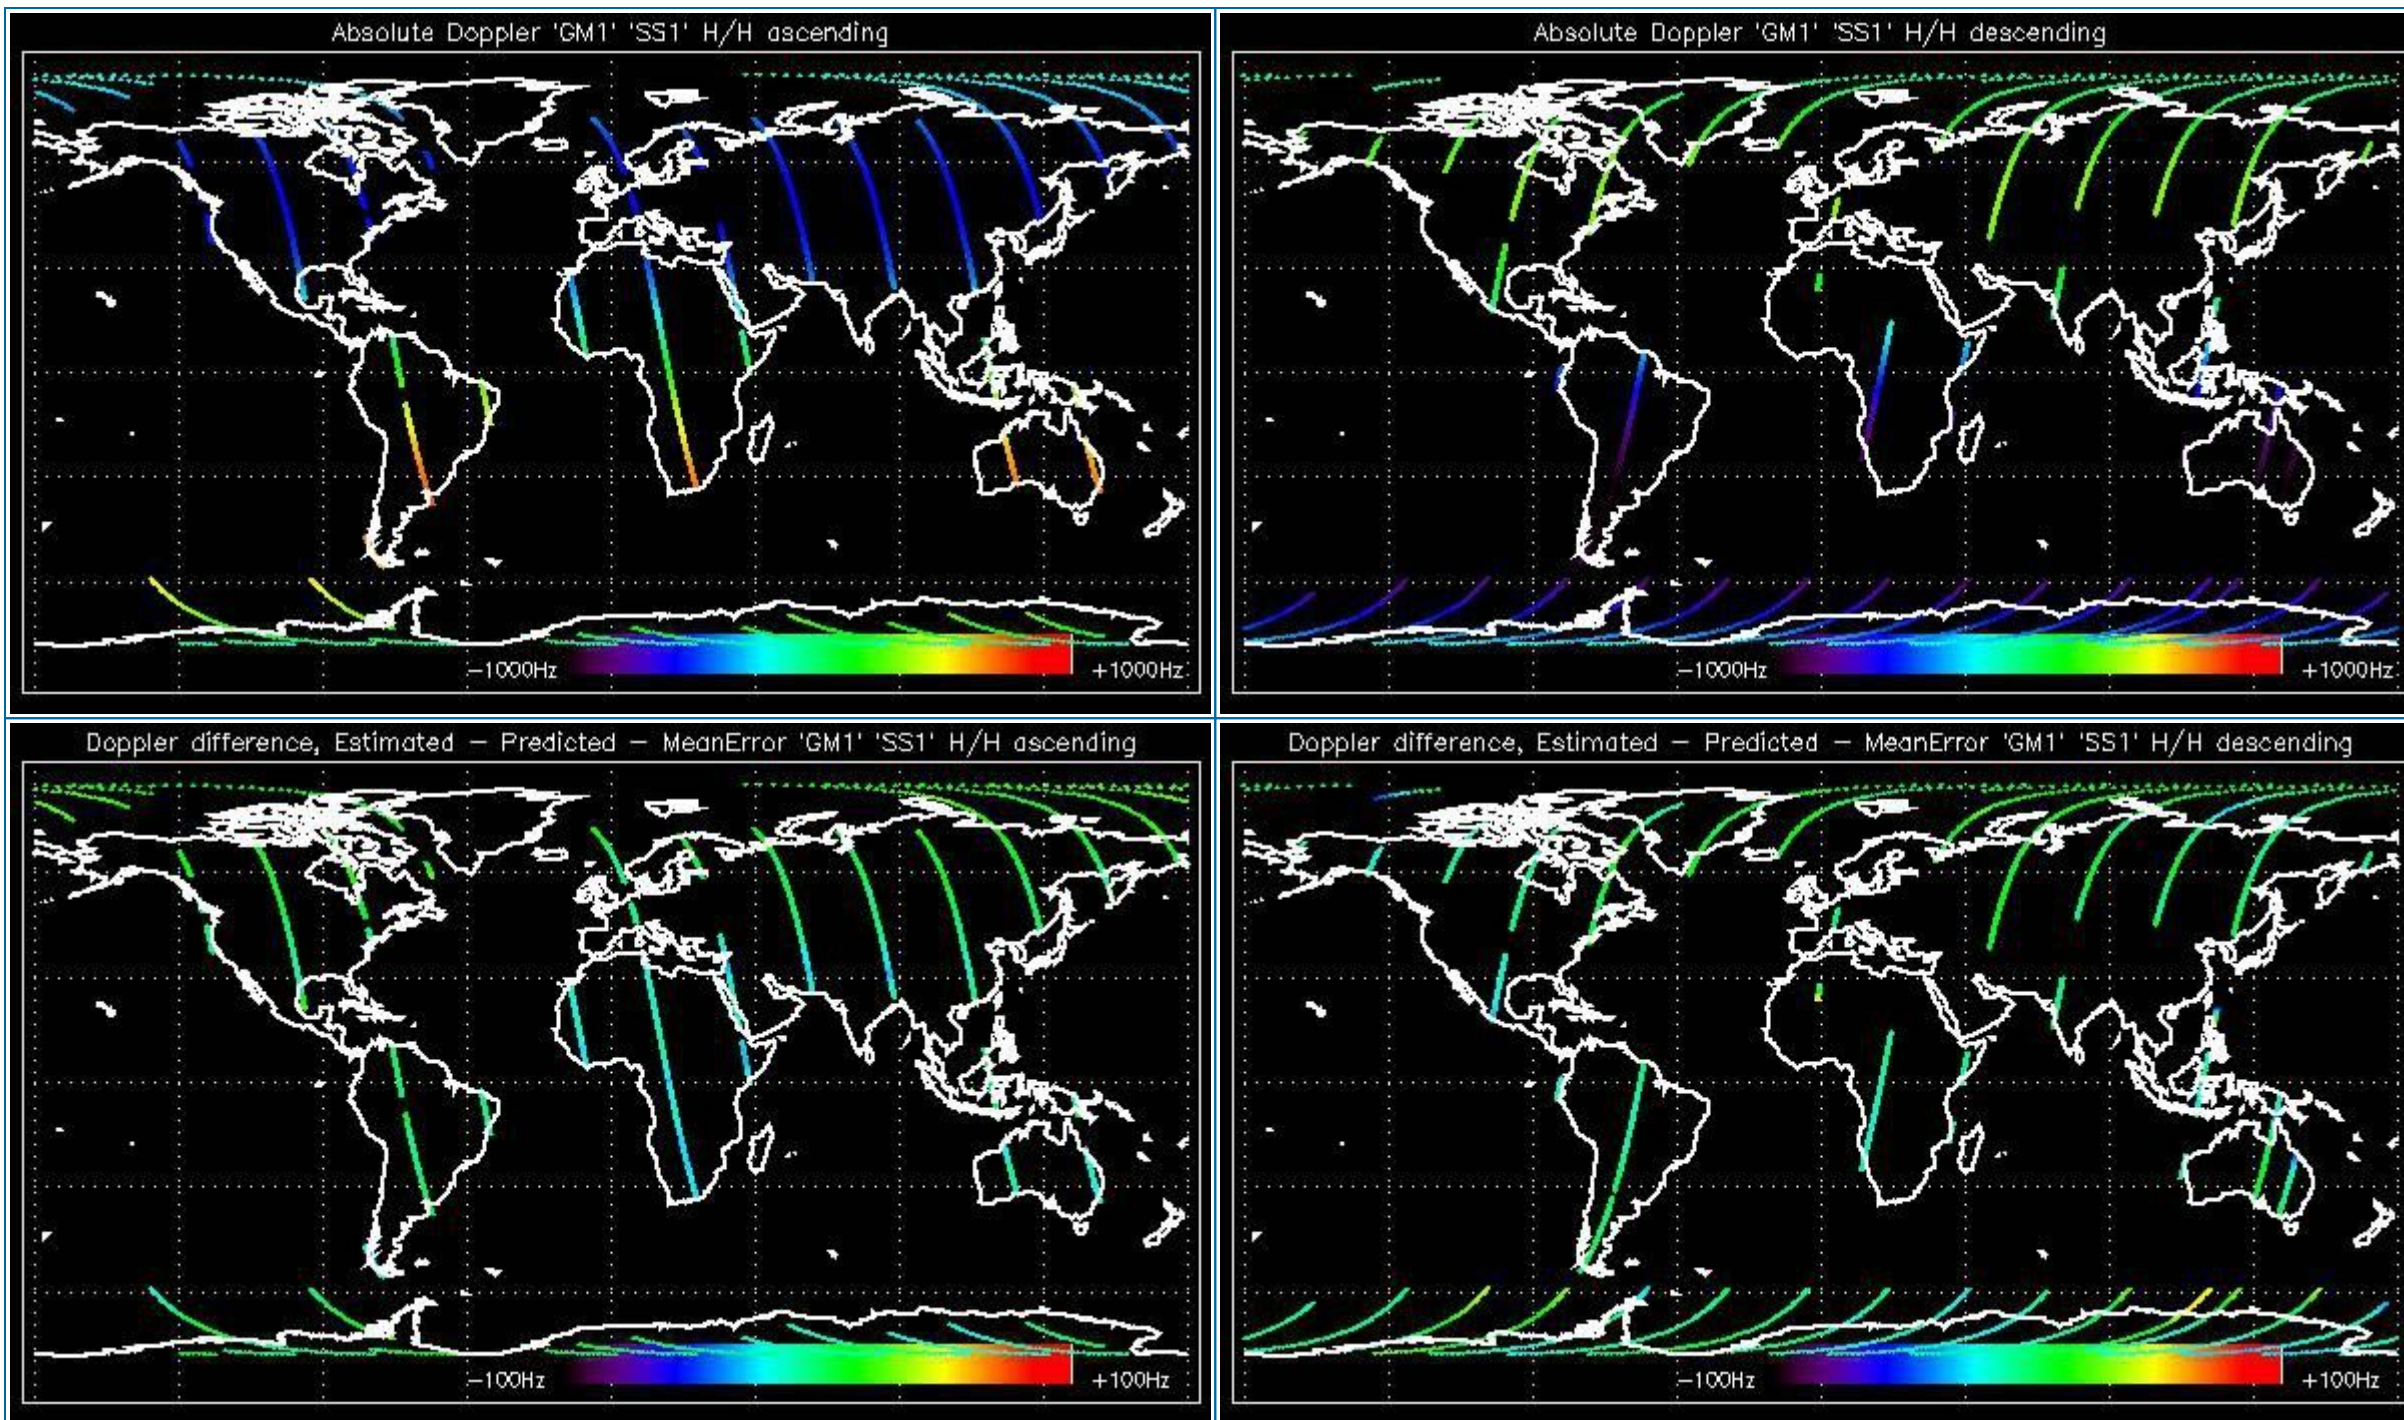 Absolute Doppler 'GM1' 'SS1' H/H ascending
-1000Hz
+1000Hz
Absolute Doppler 'GM1' 'SS1' H/H descending
-1000Hz
+1000Hz
Doppler difference, Estimated - Predicted - MeanError 'GM1' 'SS1' H/H ascending
-100Hz
+100Hz
Doppler difference, Estimated - Predicted - MeanError 'GM1' 'SS1' H/H descending
-100Hz
+100Hz